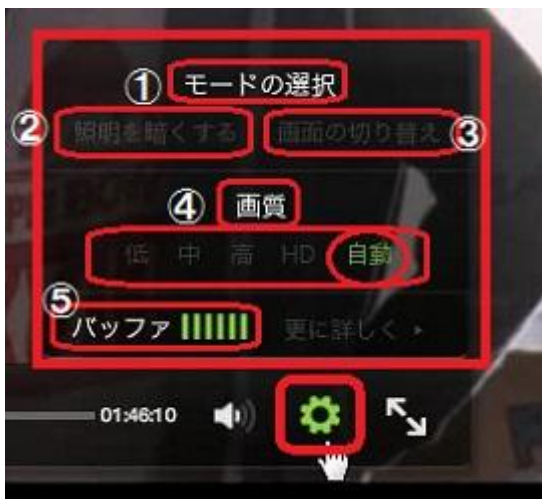 ① モードの選択
② 照明を暗くする 画面の切り替え ③
④ 画質
低 中 高 HD 自動
⑤
バッファ 更に詳しく ▸
01:46:10